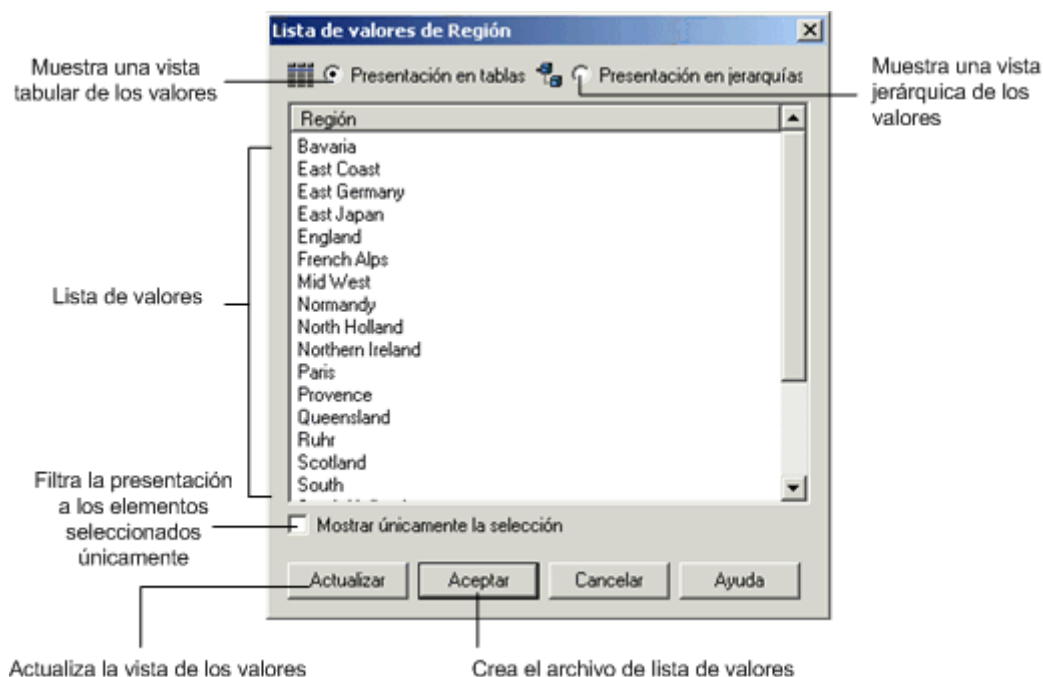 Lista de valores de Región
Muestra una vista
tabular de los valores
Presentación en tablas
Presentación en jerarquías
Muestra una vista
jerárquica de los
valores
Región
Bavaria
East Coast
East Germany
East Japan
England
French Alps
Mid West
Normandy
North Holland
Northern Ireland
Paris
Provence
Queensland
Ruhr
Scotland
South
Lista de valores
Filtra la presentación
a los elementos
seleccionados
únicamente
Mostrar únicamente la selección
Actualizar
Aceptar
Cancelar
Ayuda
Actualiza la vista de los valores
Crea el archivo de lista de valores